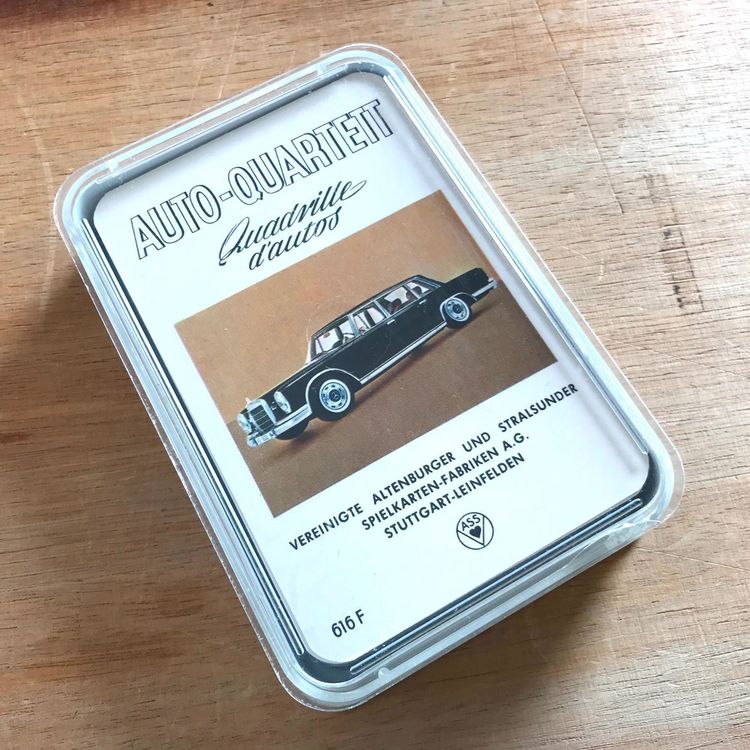 AUTO-QUARTETT
Quadrille
d'autos
VEREINIGTE ALTENBURGER UND STRALSUNDER
SPIELKARTEN-FABRIKEN A.G.
STUTTGART-LEINFELDEN
ASS
616 F